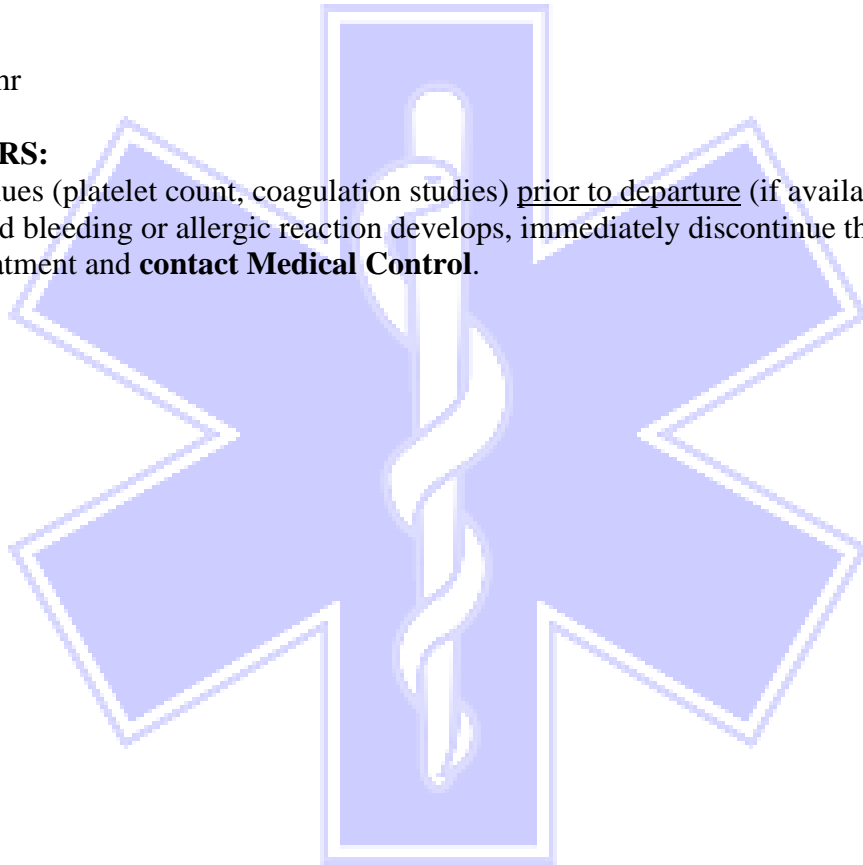 hr
RS:
ues (platelet count, coagulation studies) prior to departure (if availa
d bleeding or allergic reaction develops, immediately discontinue th
atment and contact Medical Control.